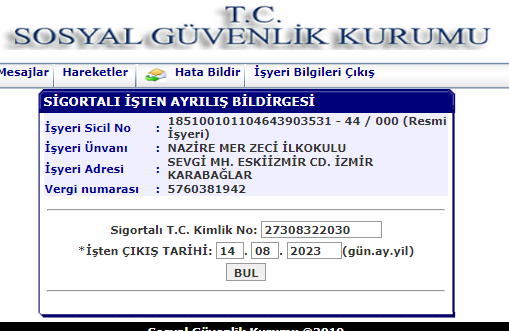 T.C.
SOSYAL GÜVENLİK KURUMU
Mesajlar Hareketler Hata Bildir İşyeri Bilgileri Çıkış
SİGORTALI İŞTEN AYRILIŞ BİLDİRGESİ
İşyeri Sicil No : 185100101104643903531 - 44 / 000 (Resmi İşyeri)
İşyeri Ünvanı : NAZİRE MER ZECİ İLKOKULU
İşyeri Adresi : SEVGİ MH. ESKİİZMİR CD. İZMİR
KARABAĞLAR
Vergi numarası : 5760381942
Sigortalı T.C. Kimlik No: 27308322030
*İşten ÇIKIŞ TARİHİ: 14 . 08 . 2023 (gün.ay.yil)
BUL
Sosyal Güvenlik Kurumu ©2010